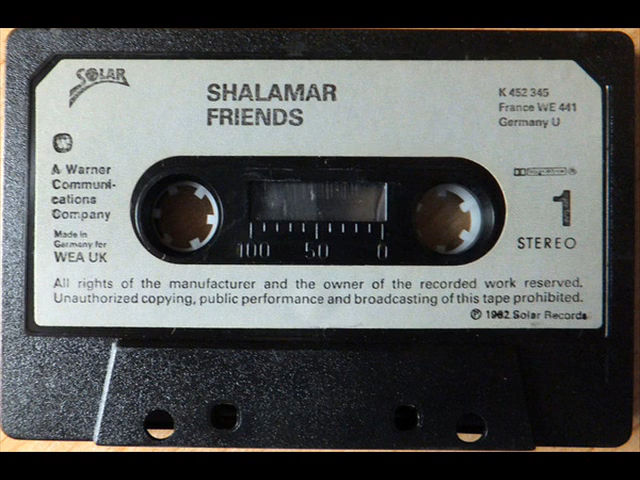 SOLAR
SHALAMAR
FRIENDS
K 452 345
France WE 441
Germany U
A Warner
Communi-
cations
Company
Made in
Germany for
WEA UK
1
STEREO
100 50 0
All rights of the manufacturer and the owner of the recorded work reserved.
Unauthorized copying, public performance and broadcasting of this tape prohibited.
℗ 1982 Solar Records